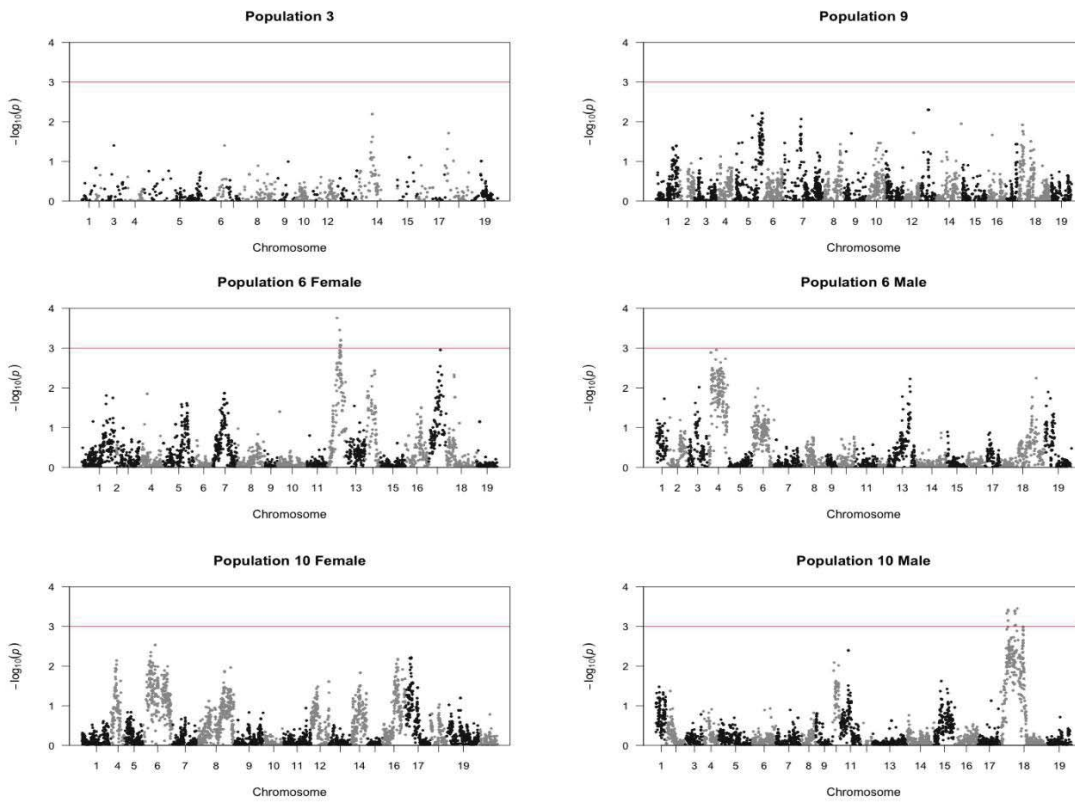 Population 3
4
3
2
1
0
−log10(p)
1 3 4 5 6 8 9 10 12 14 15 17 19
Chromosome
Population 9
4
3
2
1
0
−log10(p)
1 2 3 4 5 6 7 8 9 10 12 14 15 16 18 19
Chromosome
Population 6 Female
4
3
2
1
0
−log10(p)
1 2 4 5 6 7 8 9 10 11 13 15 16 18 19
Chromosome
Population 6 Male
4
3
2
1
0
−log10(p)
1 2 3 4 5 6 7 8 9 11 13 14 15 17 18 19
Chromosome
Population 10 Female
4
3
2
1
0
−log10(p)
1 4 5 6 7 8 9 10 11 12 14 16 17 19
Chromosome
Population 10 Male
4
3
2
1
0
−log10(p)
1 3 4 5 6 7 8 9 11 13 14 15 16 17 18 19
Chromosome